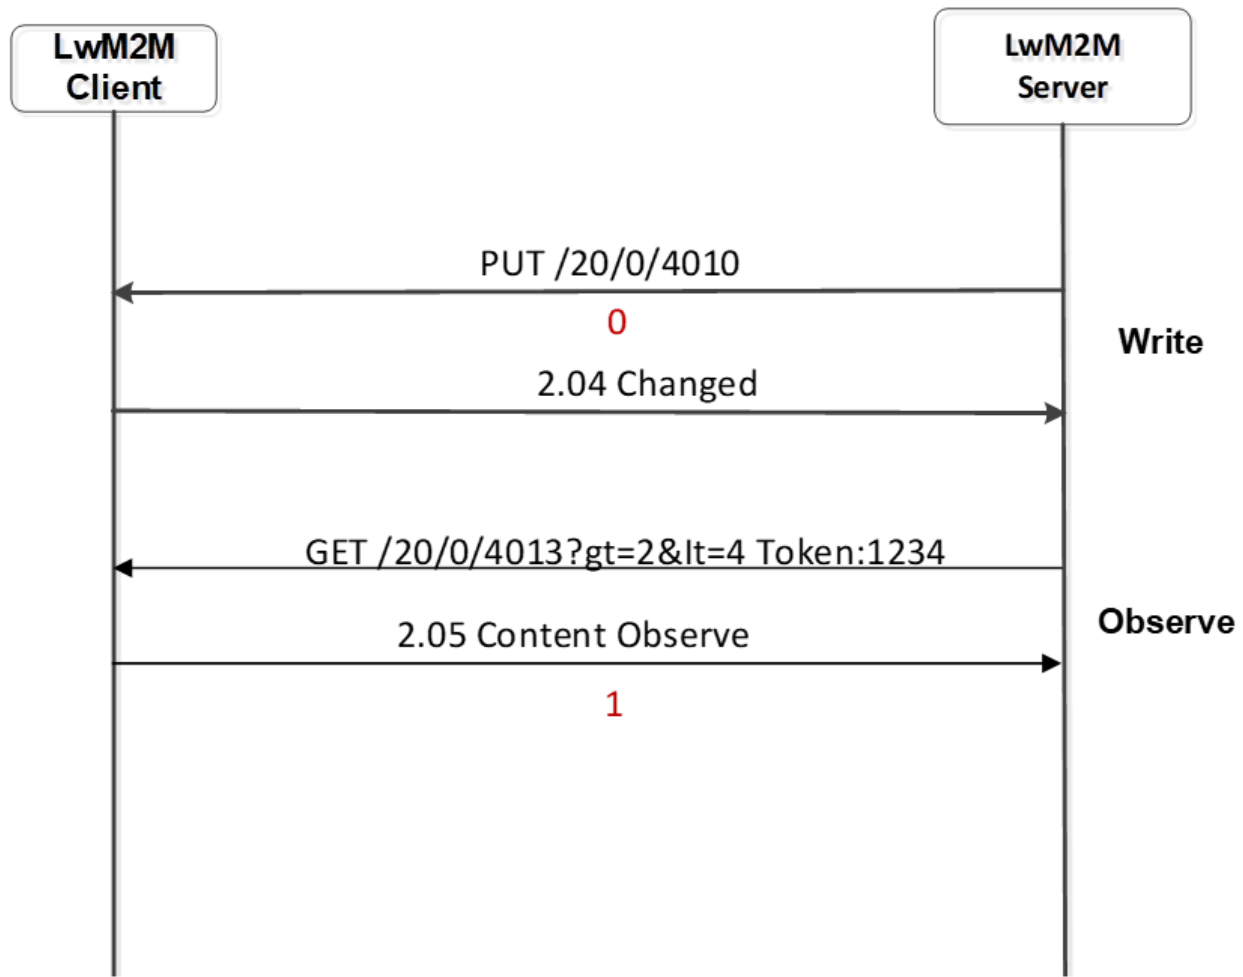 LwM2M
Client
LwM2M
Server
PUT /20/0/4010
0
Write
2.04 Changed
GET /20/0/4013?gt=2&It=4 Token:1234
Observe
2.05 Content Observe
1